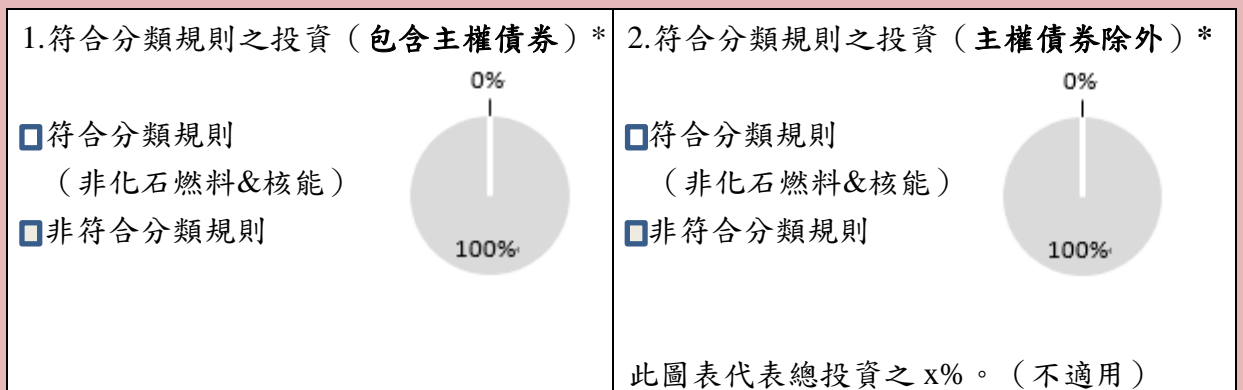 1.符合分類規則之投資（包含主權債券）*
0%
符合分類規則
（非化石燃料&核能）
非符合分類規則
100%
2.符合分類規則之投資（主權債券除外）*
0%
符合分類規則
（非化石燃料&核能）
非符合分類規則
100%
此圖表代表總投資之 x%。（不適用）